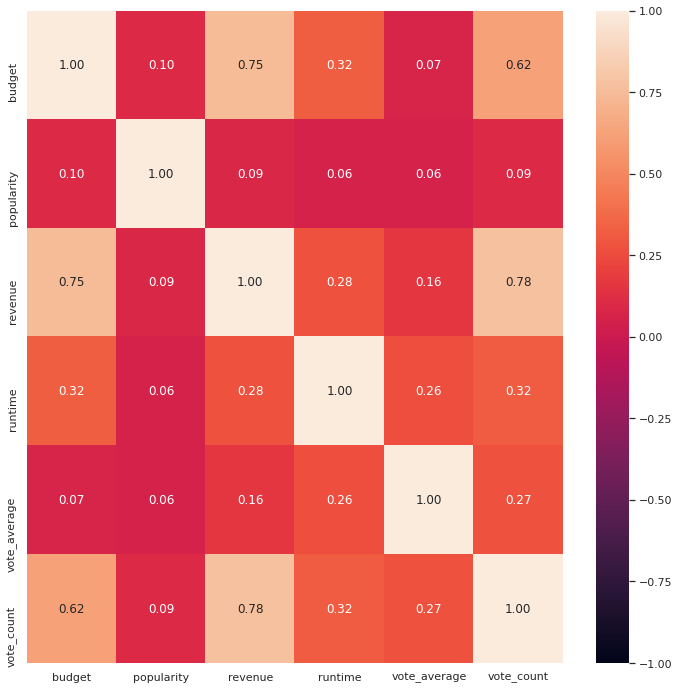 budget 1.00 0.10 0.75 0.32 0.07 0.62
popularity 0.10 1.00 0.09 0.06 0.06 0.09
revenue 0.75 0.09 1.00 0.28 0.16 0.78
runtime 0.32 0.06 0.28 1.00 0.26 0.32
vote_average 0.07 0.06 0.16 0.26 1.00 0.27
vote_count 0.62 0.09 0.78 0.32 0.27 1.00
budget popularity revenue runtime vote_average vote_count
1.00
0.75
0.50
0.25
0.00
−0.25
−0.50
−0.75
−1.00